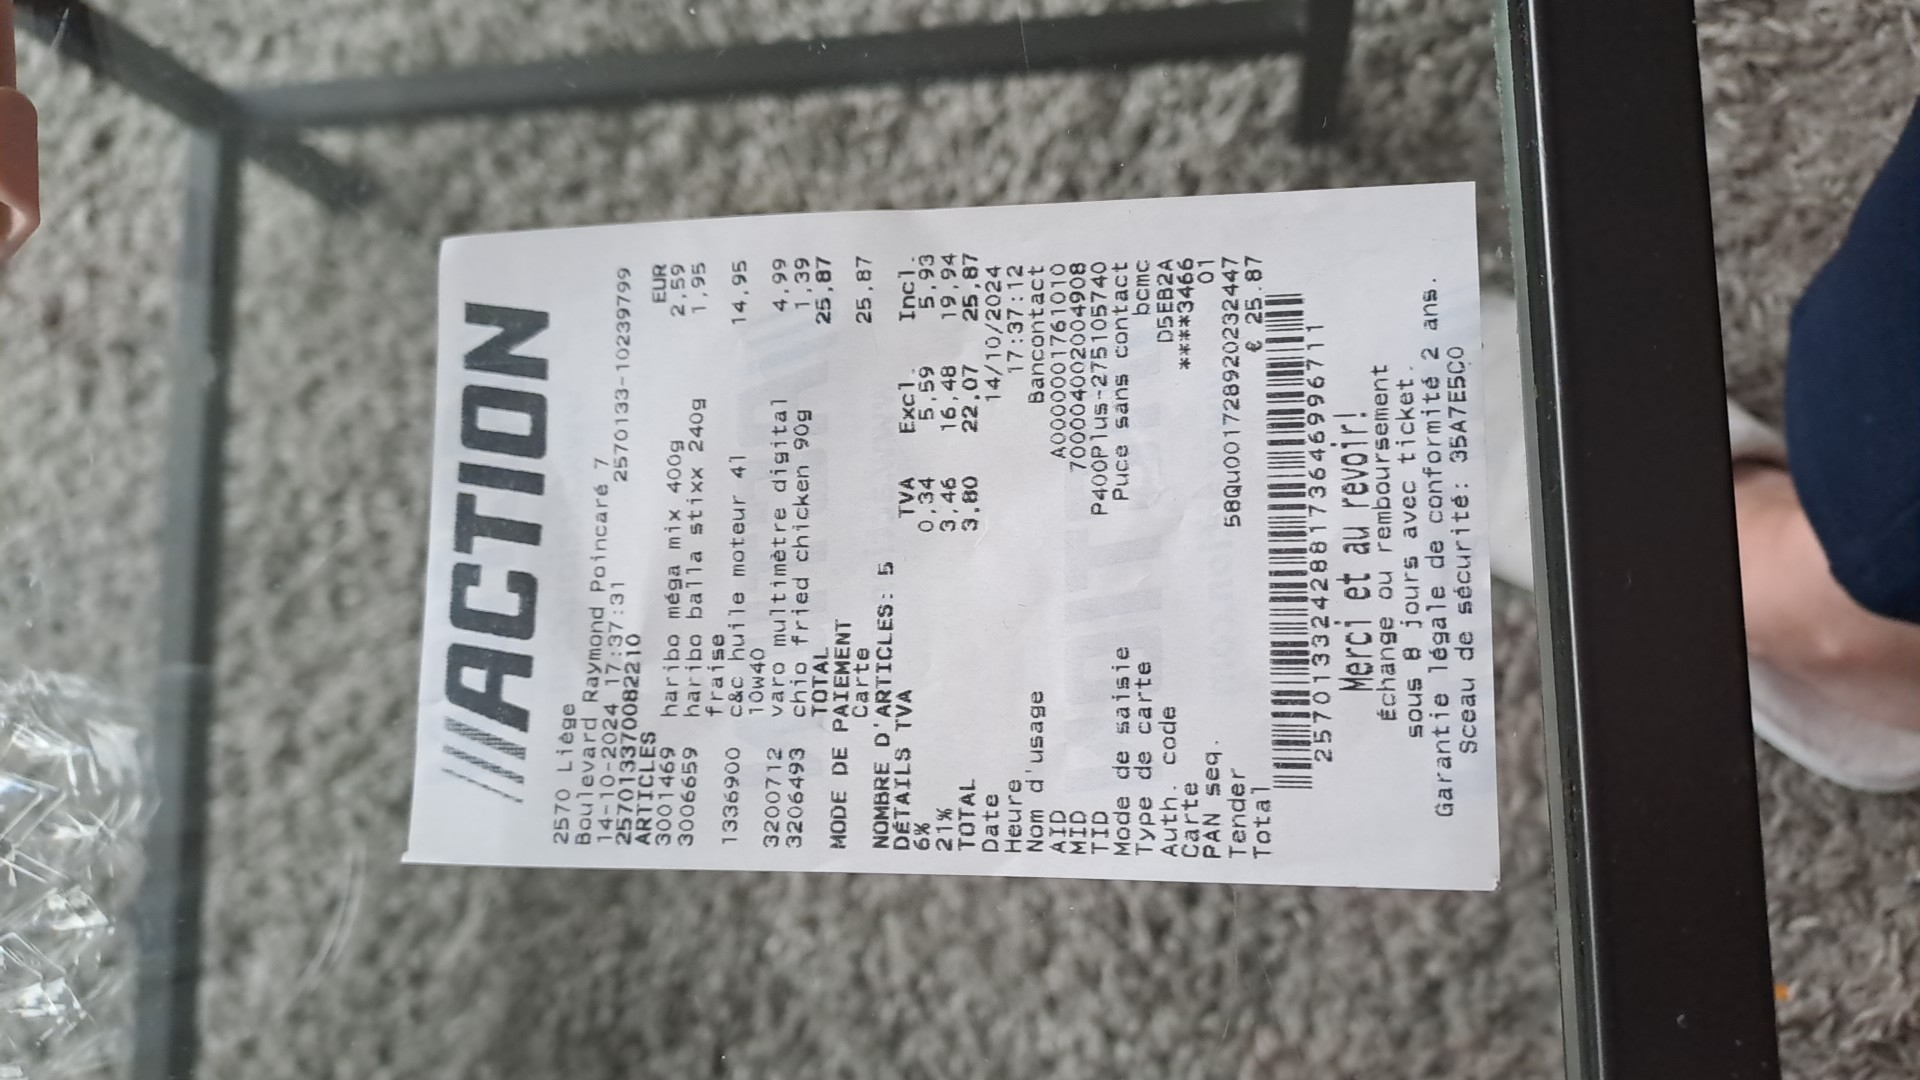 ACTION
2570 Liège
Boulevard Raymond Poincaré 7
14-10-2024 17:37:31 2570133-10239799
257013370082210
ARTICLES EUR
3001469 haribo méga mix 400g 2,59
3006659 haribo balla stixx 240g 1,95
fraise
1336900 c&c huile moteur 4l 14,95
10w40
3200712 varo multimètre digital 4,99
3206493 chio fried chicken 90g 1,39
TOTAL 25,87
MODE DE PAIEMENT
Carte 25,87
NOMBRE D'ARTICLES: 5
DÉTAILS TVA TVA Excl. Incl.
6% 0,34 5,59 5,93
21% 3,46 16,48 19,94
TOTAL 3,80 22,07 25,87
Date 14/10/2024
Heure 17:37:12
Nom d'usage Bancontact
AID A0000001761010
MID 700004002004908
TID P400Plus-275105740
Mode de saisie Puce sans contact
Type de carte bcmc
Auth. code D5EB2A
Carte ****3466
PAN seq. 01
Tender 58Qu001728920232447
Total € 25.87
2570133242881736469967​11
Merci et au revoir!
Échange ou remboursement
sous 8 jours avec ticket.
Garantie légale de conformité 2 ans.
Sceau de sécurité: 35A7E5C0